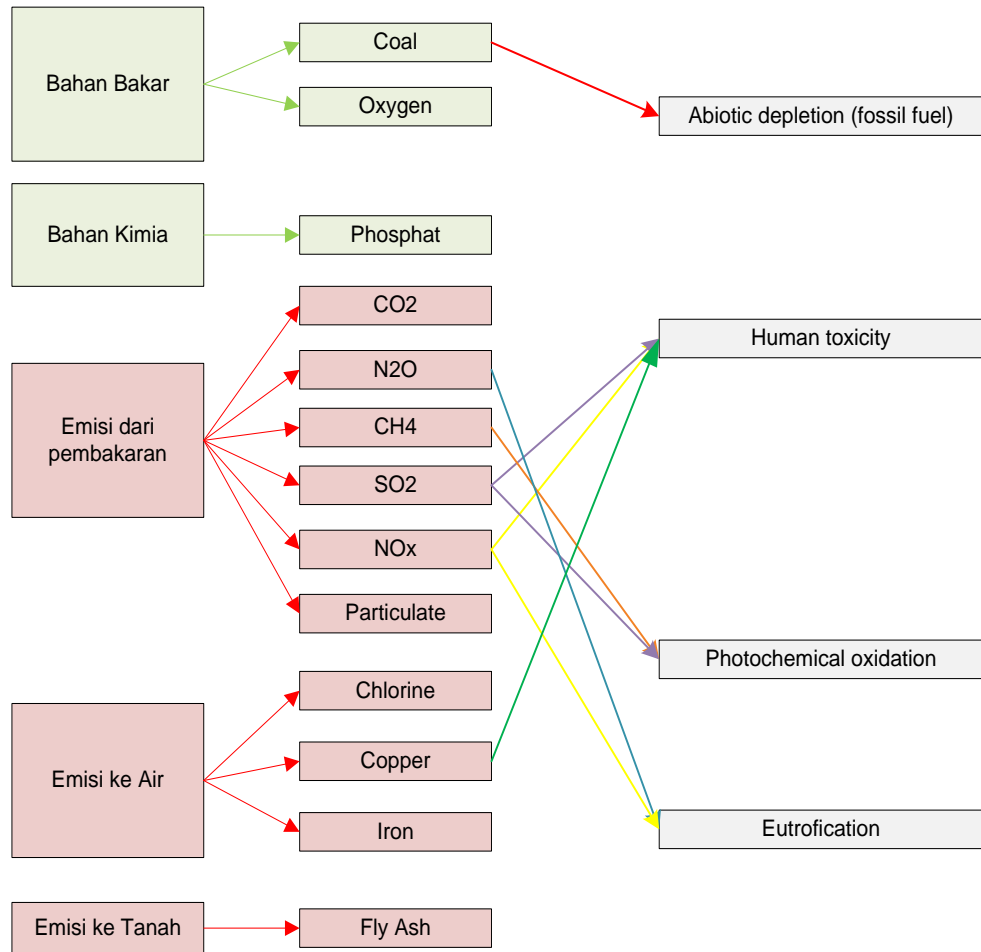 Bahan Bakar
Coal
Oxygen
Abiotic depletion (fossil fuel)
Bahan Kimia
Phosphat
Emisi dari
pembakaran
CO2
N2O
CH4
SO2
NOx
Particulate
Human toxicity
Photochemical oxidation
Emisi ke Air
Chlorine
Copper
Iron
Eutrofication
Emisi ke Tanah
Fly Ash